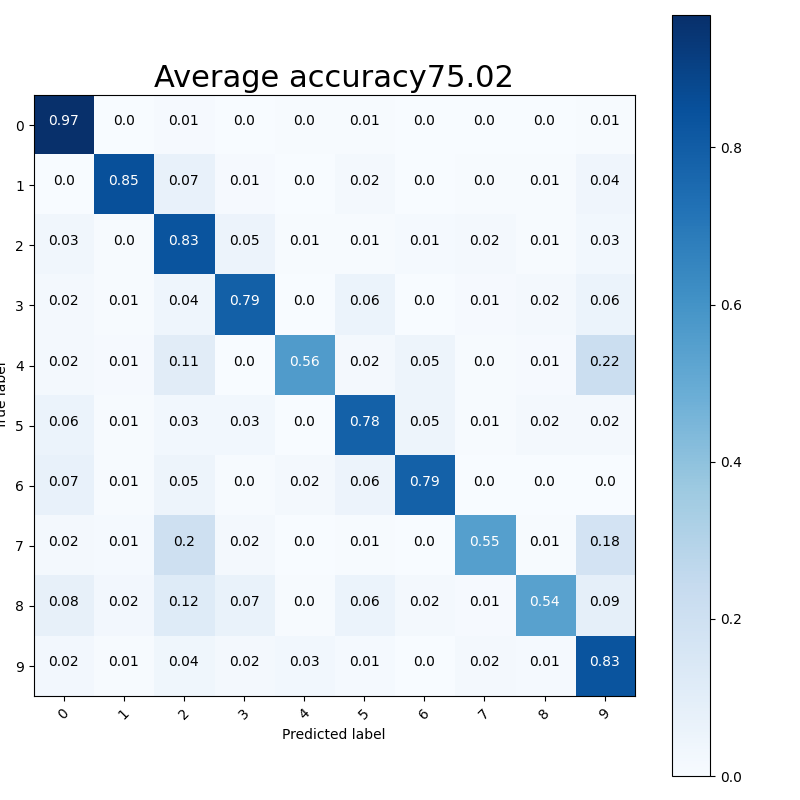 Average accuracy75.02
0 0.97 0.0 0.01 0.0 0.0 0.01 0.0 0.0 0.0 0.01
1 0.0 0.85 0.07 0.01 0.0 0.02 0.0 0.0 0.01 0.04
2 0.03 0.0 0.83 0.05 0.01 0.01 0.01 0.02 0.01 0.03
3 0.02 0.01 0.04 0.79 0.0 0.06 0.0 0.01 0.02 0.06
4 0.02 0.01 0.11 0.0 0.56 0.02 0.05 0.0 0.01 0.22
5 0.06 0.01 0.03 0.03 0.0 0.78 0.05 0.01 0.02 0.02
6 0.07 0.01 0.05 0.0 0.02 0.06 0.79 0.0 0.0 0.0
7 0.02 0.01 0.2 0.02 0.0 0.01 0.0 0.55 0.01 0.18
8 0.08 0.02 0.12 0.07 0.0 0.06 0.02 0.01 0.54 0.09
9 0.02 0.01 0.04 0.02 0.03 0.01 0.0 0.02 0.01 0.83
0 1 2 3 4 5 6 7 8 9
Predicted label
True label
0.8
0.6
0.4
0.2
0.0